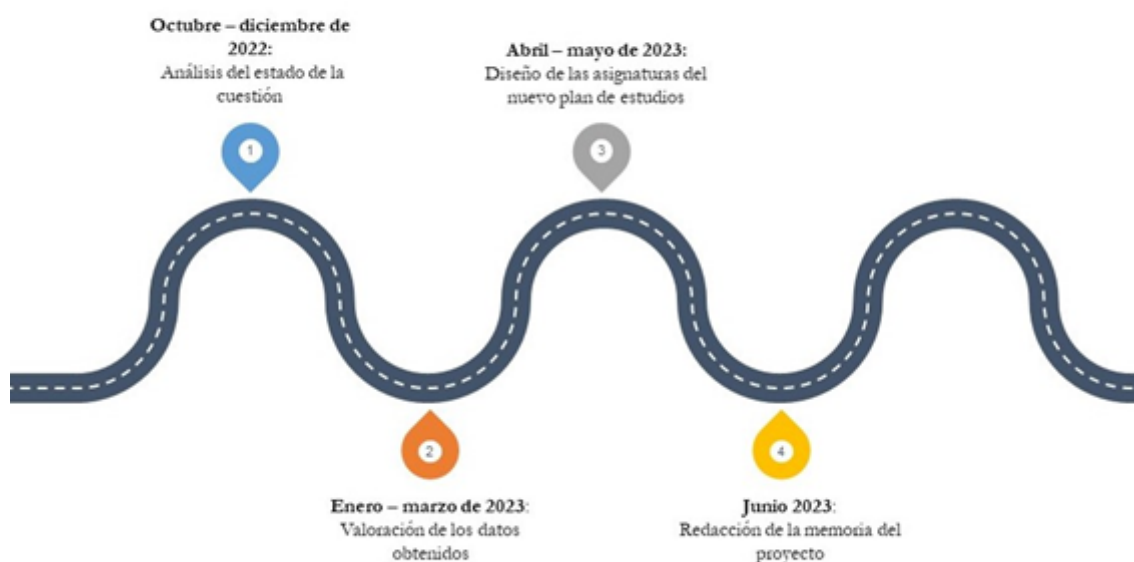 Octubre – diciembre de
2022:
Análisis del estado de la
cuestión
1
Enero – marzo de 2023:
Valoración de los datos
obtenidos
2
Abril – mayo de 2023:
Diseño de las asignaturas del
nuevo plan de estudios
3
Junio 2023:
Redacción de la memoria del
proyecto
4